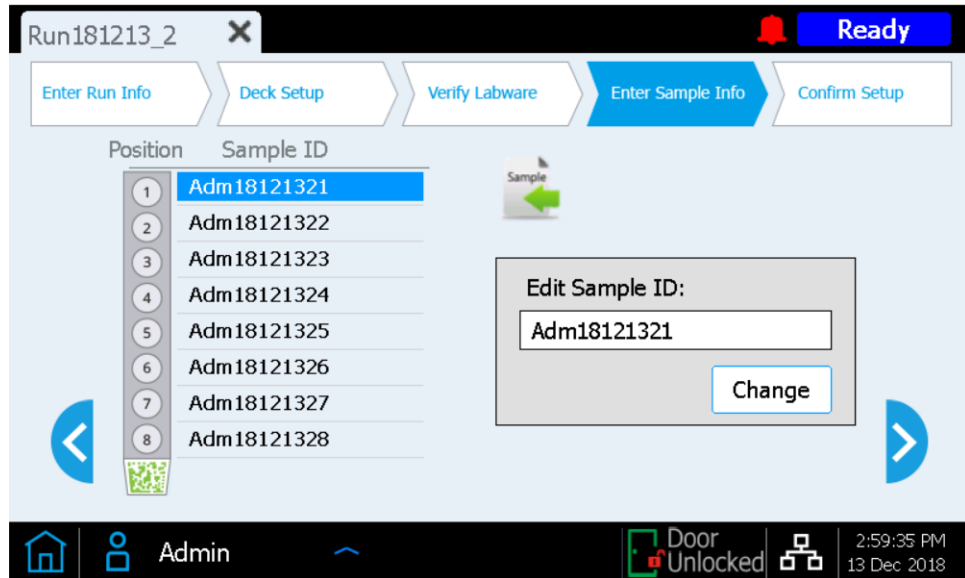 Run181213_2
Ready
Enter Run Info
Deck Setup
Verify Labware
Enter Sample Info
Confirm Setup
Position Sample ID
1 Adm18121321
2 Adm18121322
3 Adm18121323
4 Adm18121324
5 Adm18121325
6 Adm18121326
7 Adm18121327
8 Adm18121328
Sample
Edit Sample ID:
Adm18121321
Change
Admin
Door
Unlocked
2:59:35 PM
13 Dec 2018